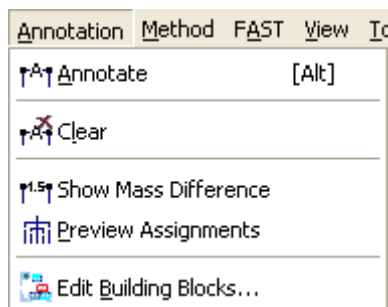 Annotation Method FAST View To
Annotate [Alt]
Clear
Show Mass Difference
Preview Assignments
Edit Building Blocks...